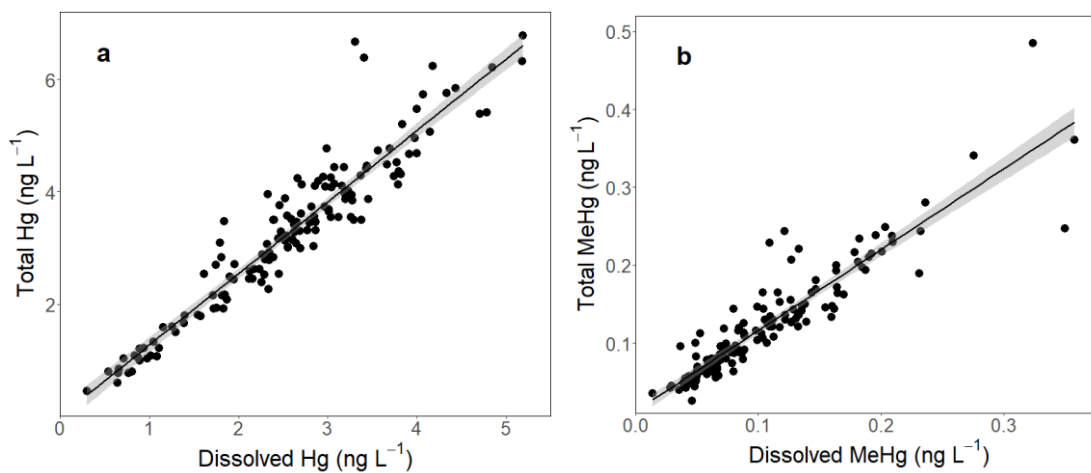 a
Total Hg (ng L⁻¹)
6
4
2
0 1 2 3 4 5
Dissolved Hg (ng L⁻¹)
b
Total MeHg (ng L⁻¹)
0.5
0.4
0.3
0.2
0.1
0.0 0.1 0.2 0.3
Dissolved MeHg (ng L⁻¹)